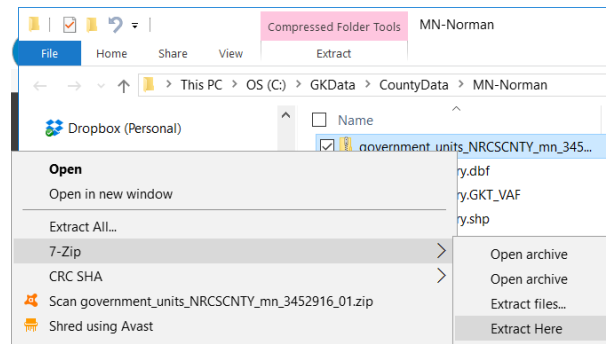 Compressed Folder Tools MN-Norman
File Home Share View Extract
This PC > OS (C:) > GKData > CountyData > MN-Norman
Dropbox (Personal)
Name
government_units_NRCSCNTY_mn_345...
ry.dbf
ry.GKT_VAF
ry.shp
Open
Open in new window
Extract All...
7-Zip
CRC SHA
Scan government_units_NRCSCNTY_mn_3452916_01.zip
Shred using Avast
Open archive
Open archive
Extract files...
Extract Here